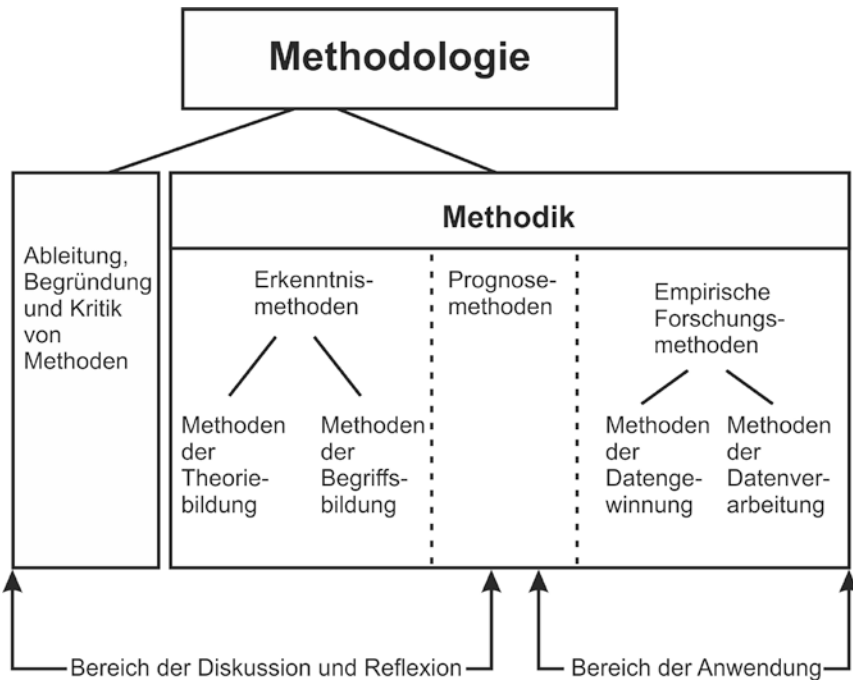 Methodologie
Ableitung,
Begründung
und Kritik
von
Methoden
Methodik
Erkenntnis-
methoden
Methoden
der
Theorie-
bildung
Methoden
der
Begriffs-
bildung
Prognose-
methoden
Empirische
Forschungs-
methoden
Methoden
der
Datenge-
winnung
Methoden
der
Datenver-
arbeitung
Bereich der Diskussion und Reflexion
Bereich der Anwendung